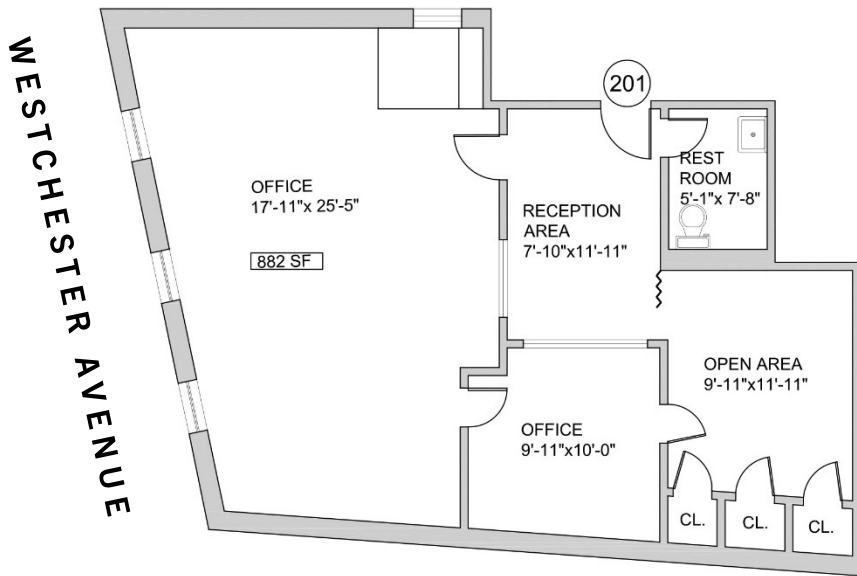 WESTCHESTER AVENUE
201
OFFICE
17'-11"x 25'-5"
882 SF
REST
ROOM
5'-1"x 7'-8"
RECEPTION
AREA
7'-10"x11'-11"
OPEN AREA
9'-11"x11'-11"
OFFICE
9'-11"x10'-0"
CL.
CL.
CL.